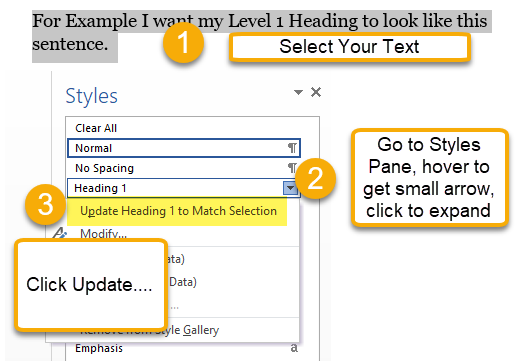 For Example I want my Level 1 Heading to look like this
sentence.
1
Select Your Text
Styles
Clear All
Normal
No Spacing
Heading 1
2
Go to Styles
Pane, hover to
get small arrow,
click to expand
3
Update Heading 1 to Match Selection
Modify...
ata)
Data)
...
Click Update....
Remove from Style Gallery
Emphasis
a